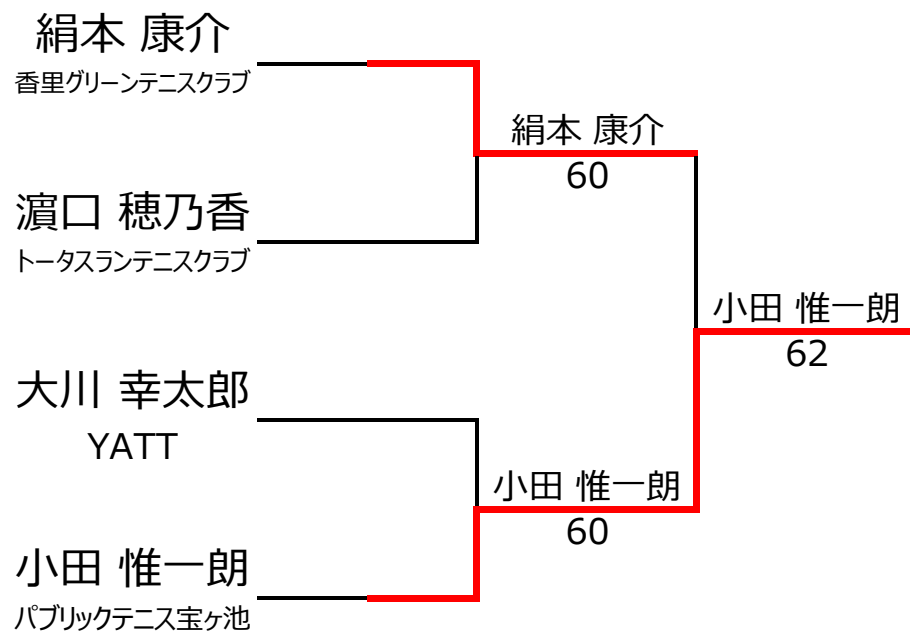 絹本 康介
香里グリーンテニスクラブ
絹本 康介
60
濵口 穂乃香
トータスランテニスクラブ
小田 惟一朗
62
大川 幸太郎
YATT
小田 惟一朗
60
小田 惟一朗
パブリックテニス宝ヶ池